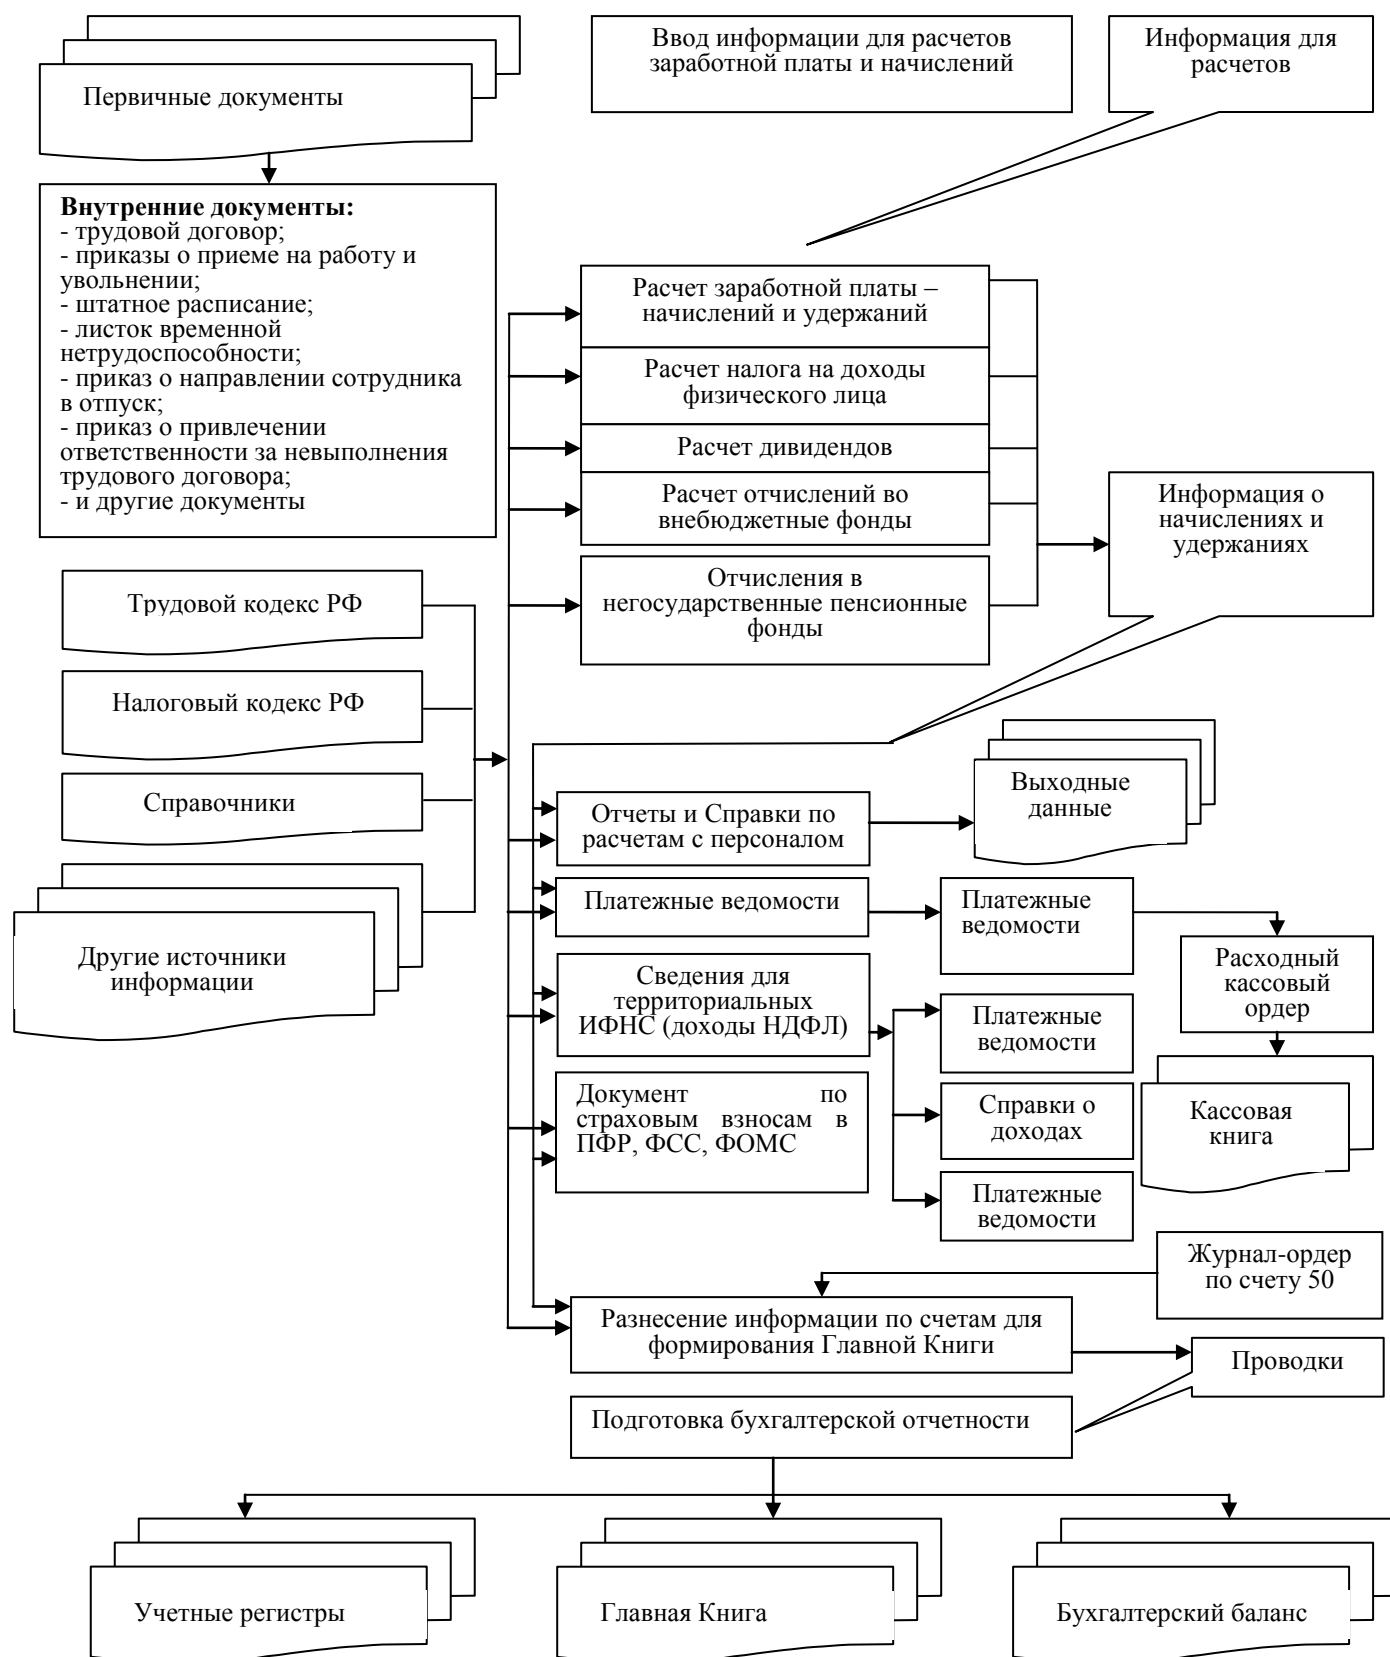 Первичные документы
Ввод информации для расчетов
заработной платы и начислений
Информация для
расчетов
Внутренние документы:
- трудовой договор;
- приказы о приеме на работу и
увольнении;
- штатное расписание;
- листок временной
нетрудоспособности;
- приказ о направлении сотрудника
в отпуск;
- приказ о привлечении
ответственности за невыполнения
трудового договора;
- и другие документы
Расчет заработной платы –
начислений и удержаний
Расчет налога на доходы
физического лица
Расчет дивидендов
Расчет отчислений во
внебюджетные фонды
Отчисления в
негосударственные пенсионные
фонды
Информация о
начислениях и
удержаниях
Трудовой кодекс РФ
Налоговый кодекс РФ
Справочники
Другие источники
информации
Отчеты и Справки по
расчетам с персоналом
Выходные
данные
Платежные ведомости
Платежные
ведомости
Расходный
кассовый
ордер
Сведения для
территориальных
ИФНС (доходы НДФЛ)
Платежные
ведомости
Справки о
доходах
Платежные
ведомости
Кассовая
книга
Документ по
страховым взносам в
ПФР, ФСС, ФОМС
Журнал-ордер
по счету 50
Разнесение информации по счетам для
формирования Главной Книги
Проводки
Подготовка бухгалтерской отчетности
Учетные регистры
Главная Книга
Бухгалтерский баланс